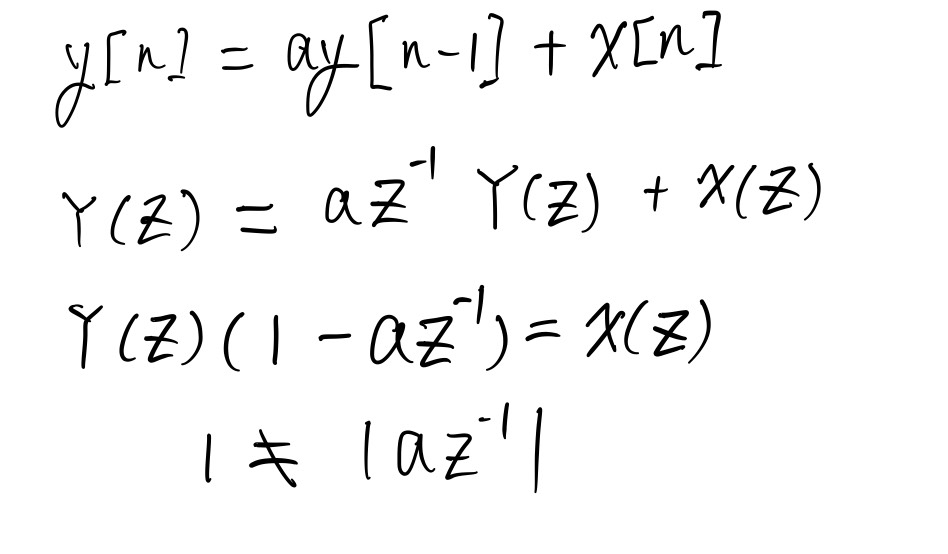 y[n] = ay[n-1] + x[n]
Y(z) = az⁻¹ Y(z) + X(z)
Y(z)(1 - az⁻¹) = X(z)
1 ≠ |az⁻¹|